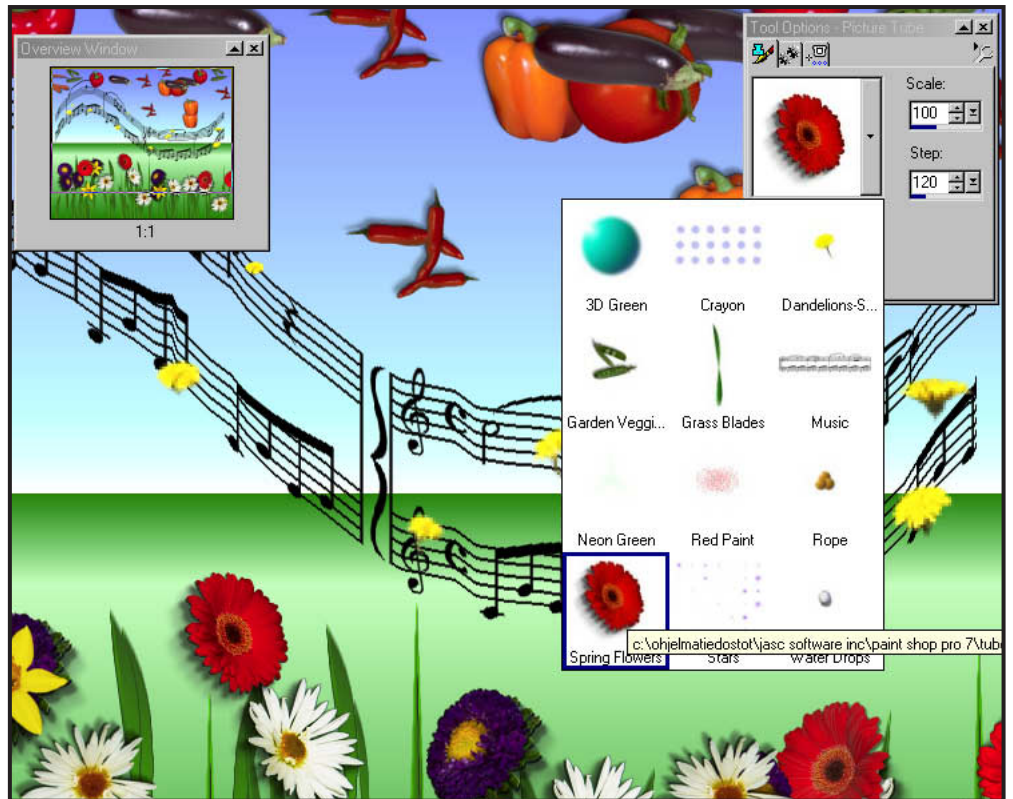 Overview Window
1:1
Tool Options - Picture Tube
Scale:
100
Step:
120
3D Green
Crayon
Dandelions-S...
Garden Veggi...
Grass Blades
Music
Neon Green
Red Paint
Rope
Spring Flowers
Stars
Water Drops
c:\ohjelmatiedostot\jasc software inc\paint shop pro 7\tub